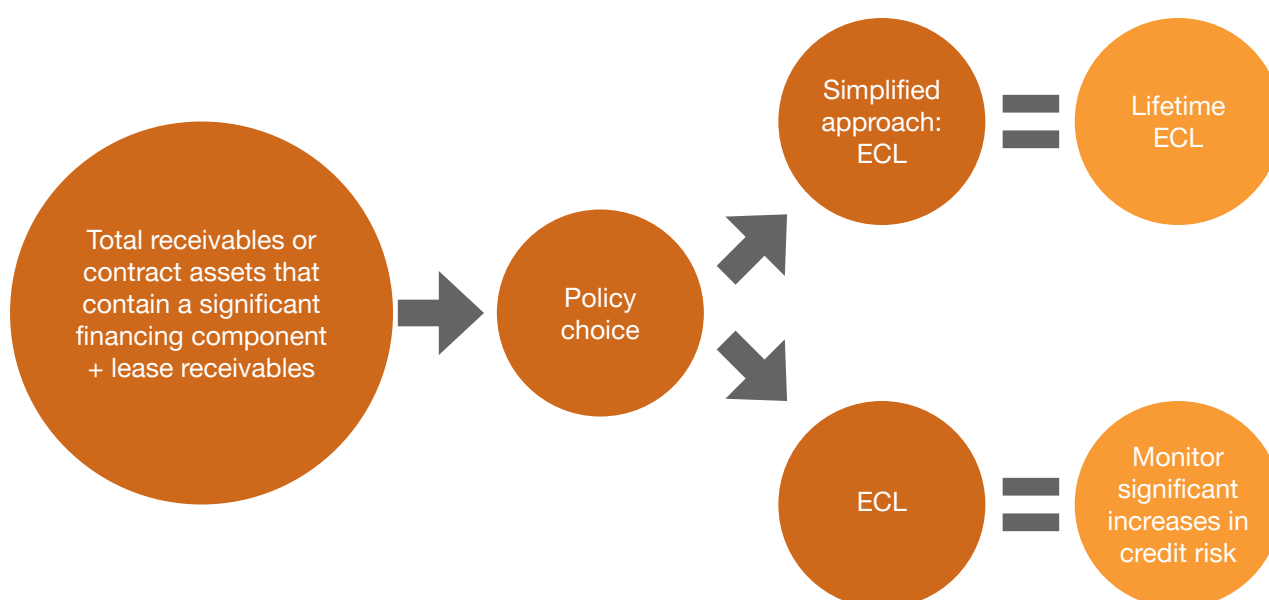 Total receivables or
contract assets that
contain a significant
financing component
+ lease receivables
Policy
choice
Simplified
approach:
ECL
Lifetime
ECL
ECL
Monitor
significant
increases in
credit risk